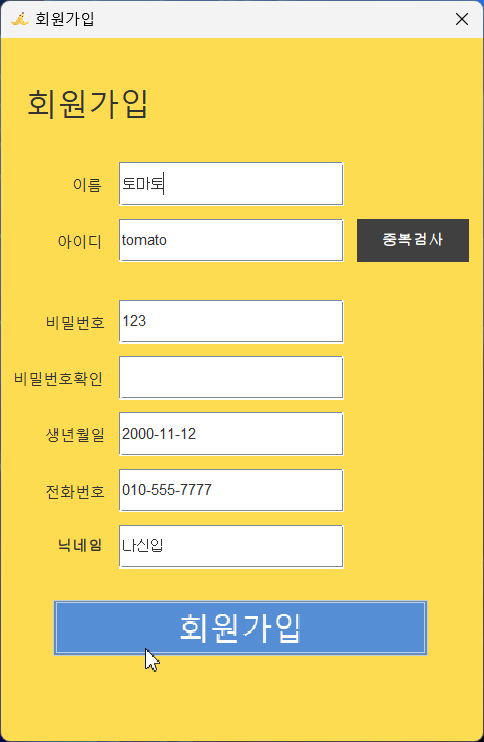 회원가입
회원가입
이름 토마토
아이디 tomato 중복검사
비밀번호 123
비밀번호확인
생년월일 2000-11-12
전화번호 010-555-7777
닉네임 나신입
회원가입